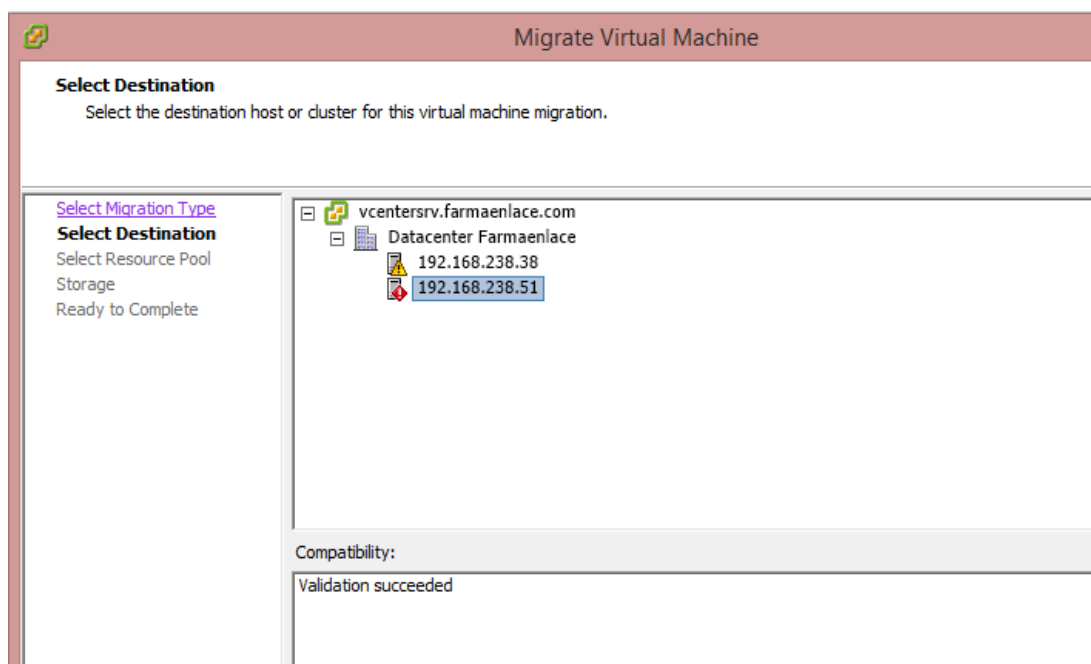 Migrate Virtual Machine
Select Destination
Select the destination host or cluster for this virtual machine migration.
Select Migration Type
Select Destination
Select Resource Pool
Storage
Ready to Complete
vcentersrv.farmaenlace.com
Datacenter Farmaenlace
192.168.238.38
192.168.238.51
Compatibility:
Validation succeeded